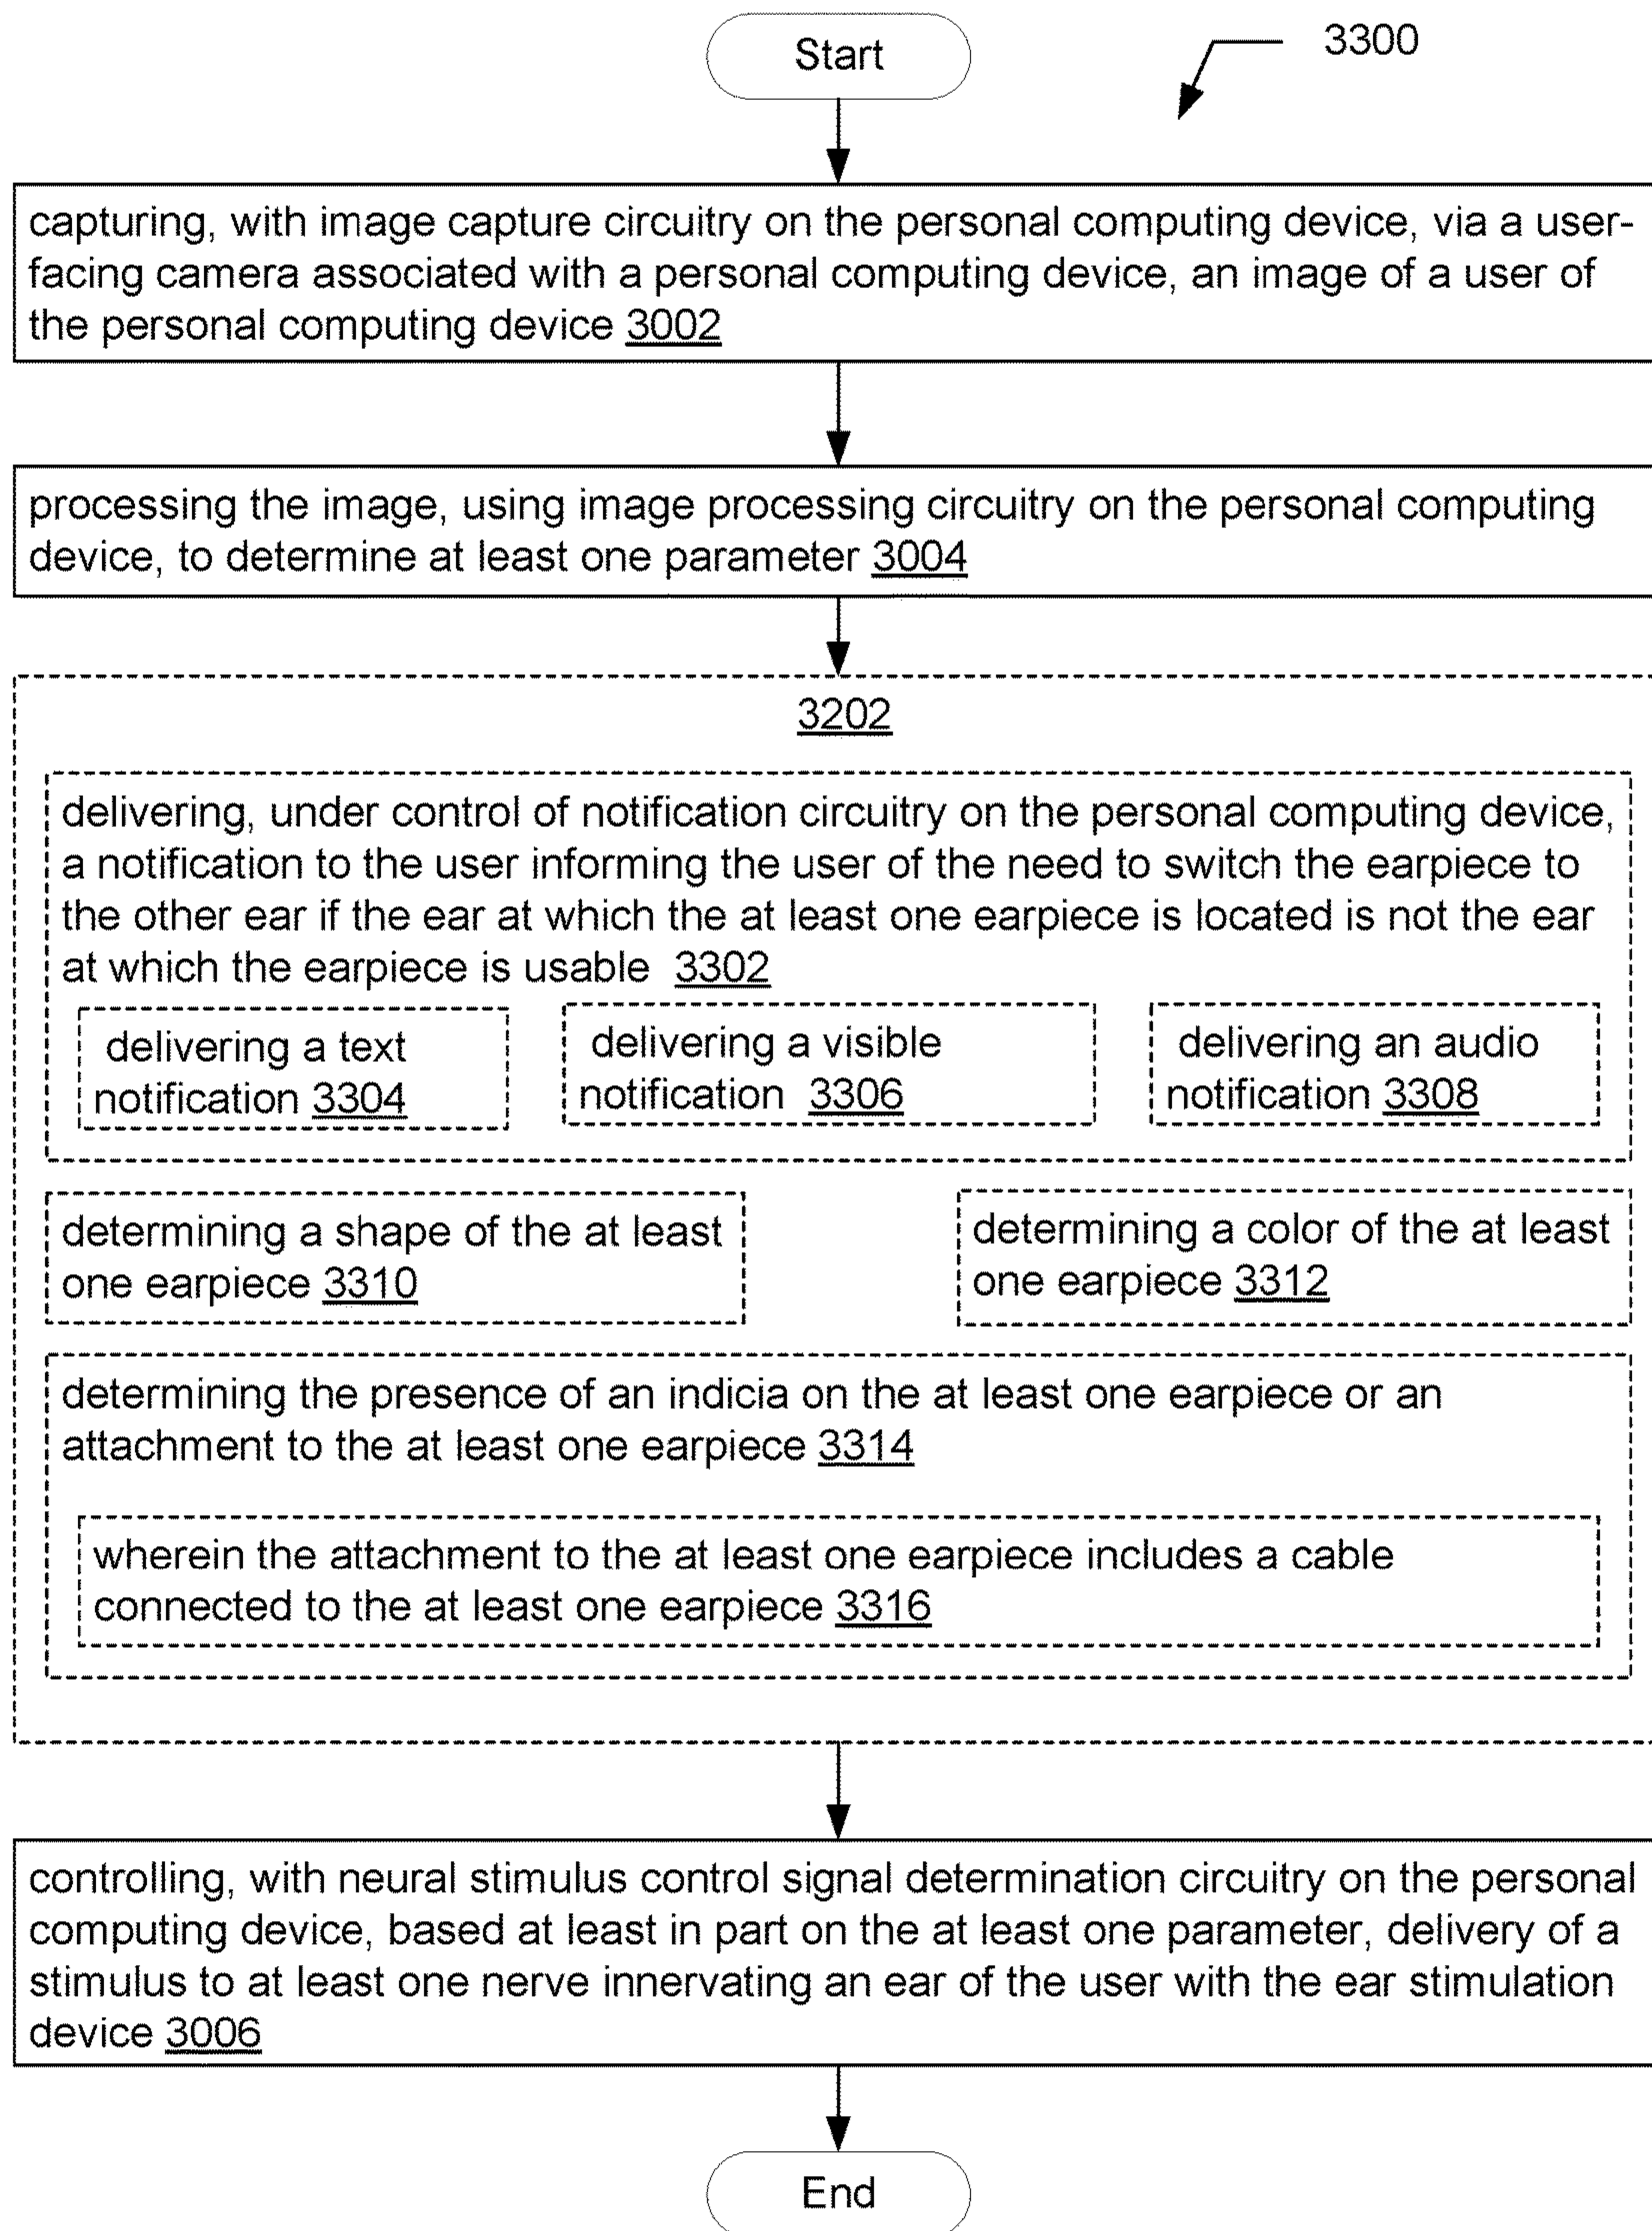 Start
3300
capturing, with image capture circuitry on the personal computing device, via a user-
facing camera associated with a personal computing device, an image of a user of
the personal computing device 3002
processing the image, using image processing circuitry on the personal computing
device, to determine at least one parameter 3004
3202
delivering, under control of notification circuitry on the personal computing device,
a notification to the user informing the user of the need to switch the earpiece to
the other ear if the ear at which the at least one earpiece is located is not the ear
at which the earpiece is usable 3302
delivering a text
notification 3304
delivering a visible
notification 3306
delivering an audio
notification 3308
determining a shape of the at least
one earpiece 3310
determining a color of the at least
one earpiece 3312
determining the presence of an indicia on the at least one earpiece or an
attachment to the at least one earpiece 3314
wherein the attachment to the at least one earpiece includes a cable
connected to the at least one earpiece 3316
controlling, with neural stimulus control signal determination circuitry on the personal
computing device, based at least in part on the at least one parameter, delivery of a
stimulus to at least one nerve innervating an ear of the user with the ear stimulation
device 3006
End